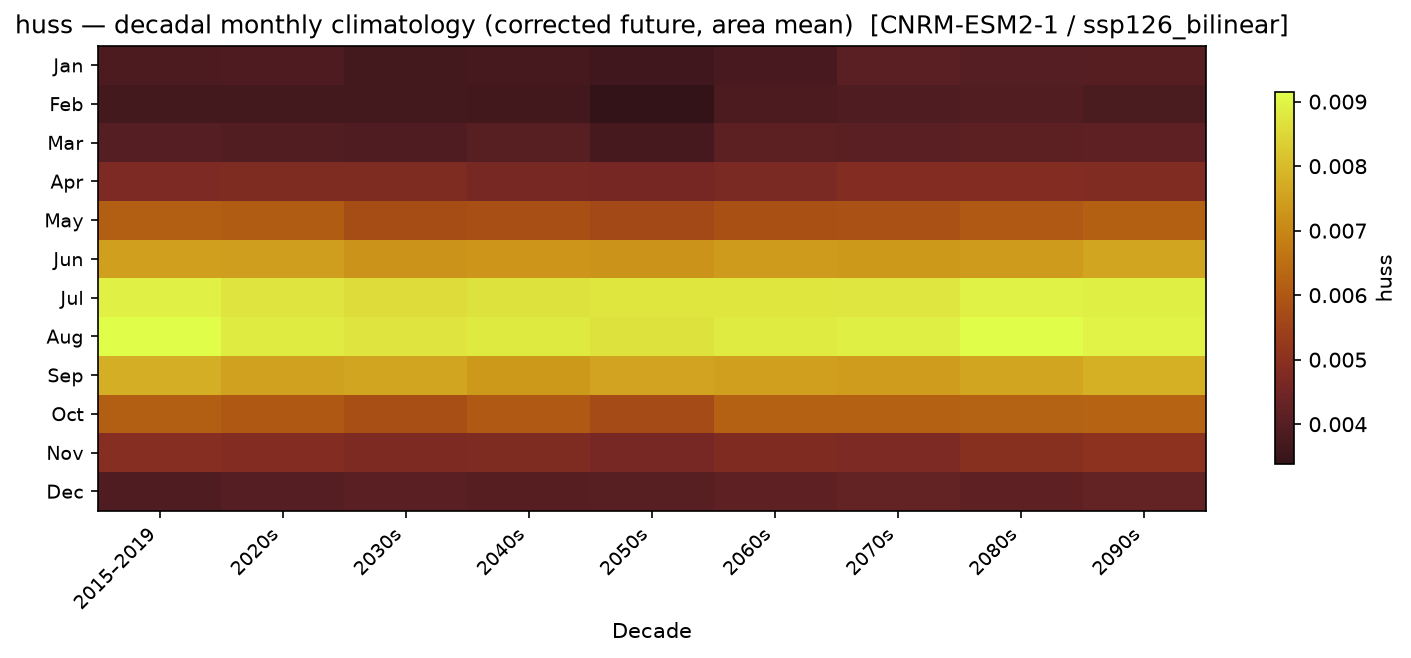 huss — decadal monthly climatology (corrected future, area mean)  [CNRM-ESM2-1 / ssp126_bilinear]
Jan
Feb
Mar
Apr
May
Jun
Jul
Aug
Sep
Oct
Nov
Dec
2015–2019
2020s
2030s
2040s
2050s
2060s
2070s
2080s
2090s
Decade
0.009
0.008
0.007
0.006
0.005
0.004
huss